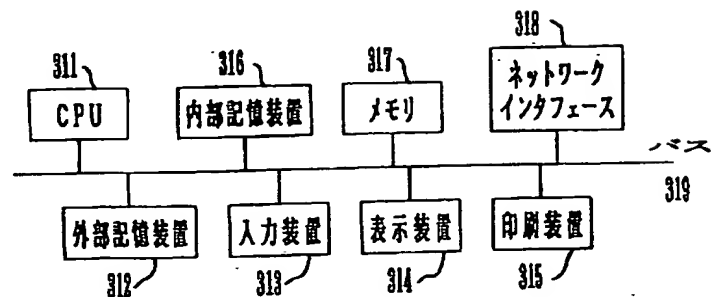 311
316
317
318
CPU
内部記憶装置
メモリ
ネットワーク
インタフェース
バス
319
外部記憶装置
入力装置
表示装置
印刷装置
312
313
314
315